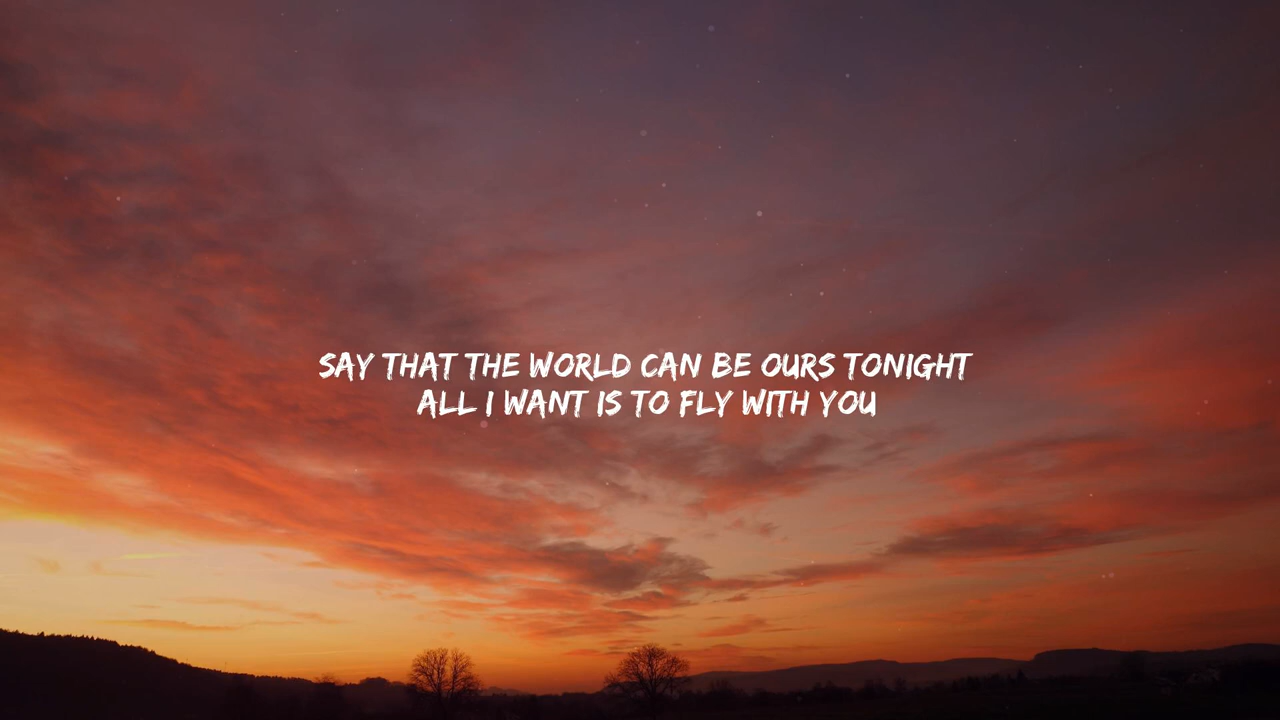 SAY THAT THE WORLD CAN BE OURS TONIGHT
ALL I WANT IS TO FLY WITH YOU